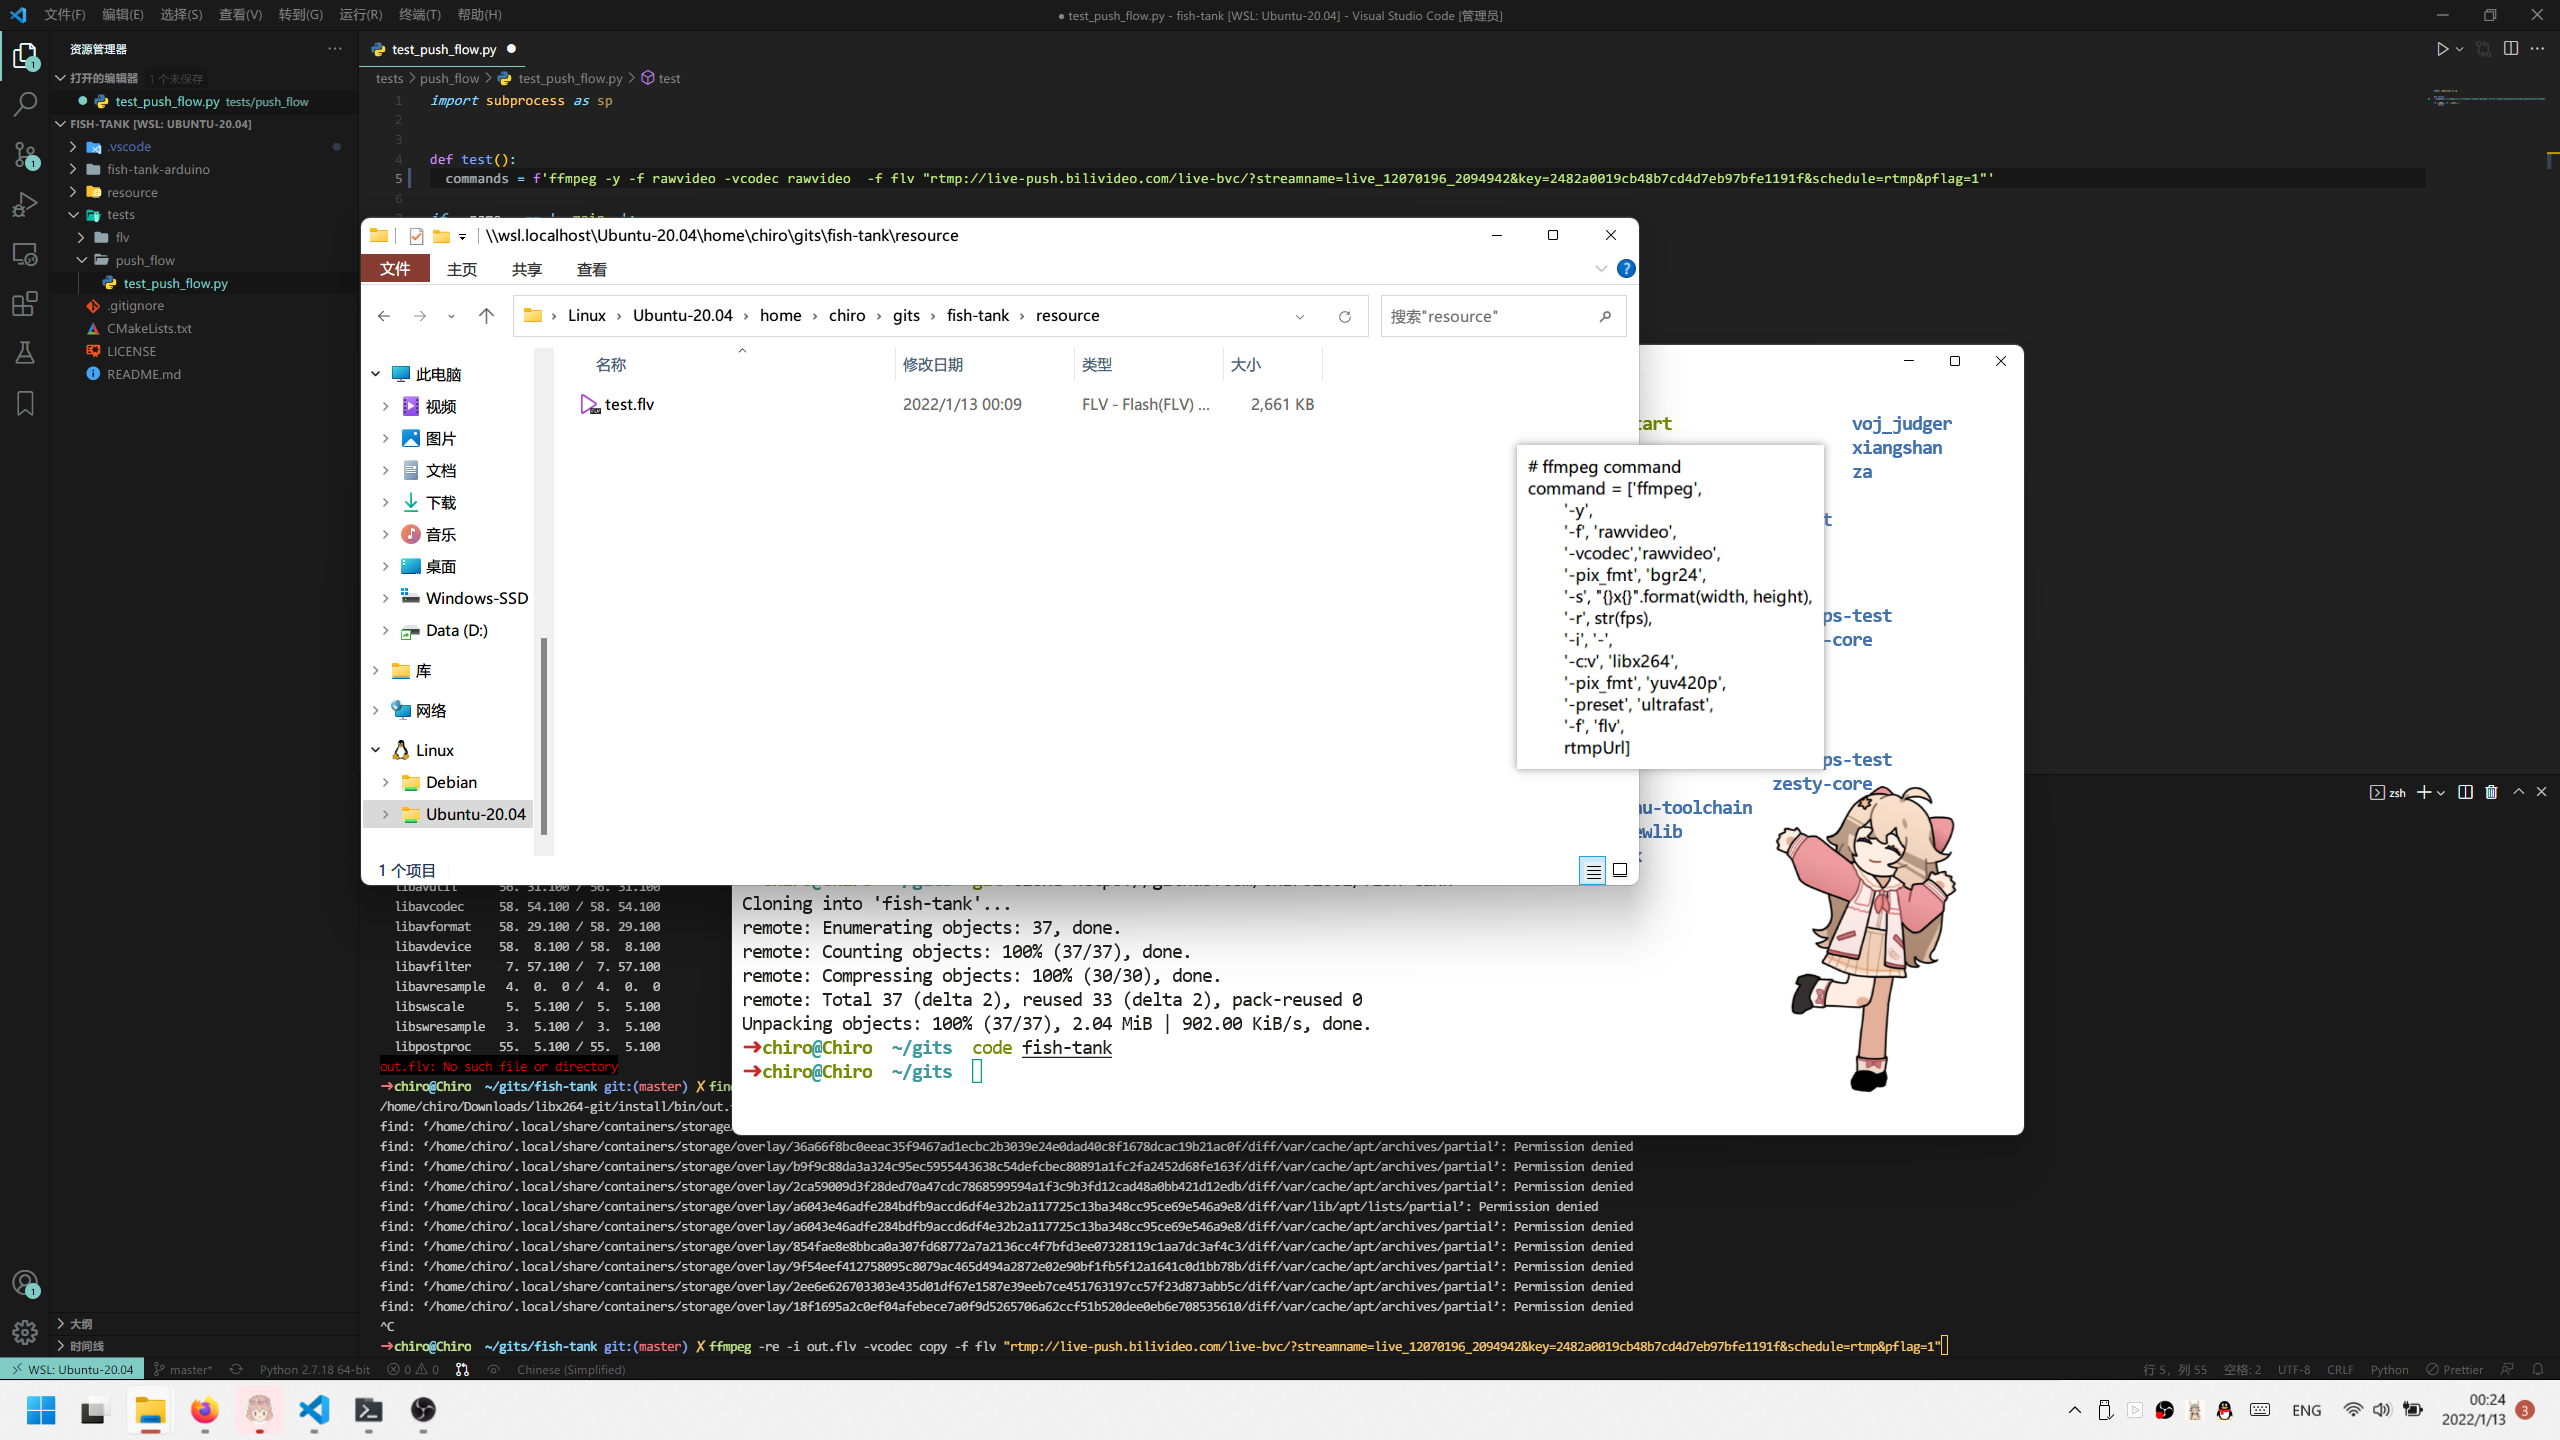 文件(F) 编辑(E) 选择(S) 查看(V) 转到(G) 运行(R) 终端(T) 帮助(H)
● test_push_flow.py - fish-tank [WSL: Ubuntu-20.04] - Visual Studio Code [管理员]
资源管理器
打开的编辑器 1 个未保存
test_push_flow.py tests/push_flow
FISH-TANK [WSL: UBUNTU-20.04]
.vscode
fish-tank-arduino
resource
tests
flv
push_flow
test_push_flow.py
.gitignore
CMakeLists.txt
LICENSE
README.md
大纲
时间线
test_push_flow.py
tests > push_flow > test_push_flow.py > test
1 import subprocess as sp
2
3
4 def test():
5 commands = f'ffmpeg -y -f rawvideo -vcodec rawvideo  -f flv "rtmp://live-push.bilivideo.com/live-bvc/?streamname=live_12070196_2094942&key=2482a0019cb48b7cd4d7eb97bfe1191f&schedule=rtmp&pflag=1"'
6
\\wsl.localhost\Ubuntu-20.04\home\chiro\gits\fish-tank\resource
文件 主页 共享 查看
Linux › Ubuntu-20.04 › home › chiro › gits › fish-tank › resource
搜索"resource"
名称 修改日期 类型 大小
test.flv 2022/1/13 00:09 FLV - Flash(FLV) ... 2,661 KB
此电脑
视频
图片
文档
下载
音乐
桌面
Windows-SSD
Data (D:)
库
网络
Linux
Debian
Ubuntu-20.04
1 个项目
# ffmpeg command
command = ['ffmpeg',
'-y',
'-f', 'rawvideo',
'-vcodec','rawvideo',
'-pix_fmt', 'bgr24',
'-s', "{}x{}".format(width, height),
'-r', str(fps),
'-i', '-',
'-c:v', 'libx264',
'-pix_fmt', 'yuv420p',
'-preset', 'ultrafast',
'-f', 'flv',
rtmpUrl]
tart voj_judger
xiangshan
za
t
ps-test
-core
ps-test
zesty-core
nu-toolchain
ewlib
Cloning into 'fish-tank'...
remote: Enumerating objects: 37, done.
remote: Counting objects: 100% (37/37), done.
remote: Compressing objects: 100% (30/30), done.
remote: Total 37 (delta 2), reused 33 (delta 2), pack-reused 0
Unpacking objects: 100% (37/37), 2.04 MiB | 902.00 KiB/s, done.
➜chiro@Chiro ~/gits code fish-tank
➜chiro@Chiro ~/gits
zsh
libavutil 56. 31.100 / 56. 31.100
libavcodec 58. 54.100 / 58. 54.100
libavformat 58. 29.100 / 58. 29.100
libavdevice 58. 8.100 / 58. 8.100
libavfilter 7. 57.100 / 7. 57.100
libavresample 4. 0. 0 / 4. 0. 0
libswscale 5. 5.100 / 5. 5.100
libswresample 3. 5.100 / 3. 5.100
libpostproc 55. 5.100 / 55. 5.100
out.flv: No such file or directory
➜chiro@Chiro ~/gits/fish-tank git:(master) ✗ find
/home/chiro/Downloads/libx264-git/install/bin/out.
find: ‘/home/chiro/.local/share/containers/storage/
find: ‘/home/chiro/.local/share/containers/storage/overlay/36a66f8bc0eeac35f9467ad1ecbc2b3039e24e0dad40c8f1678dcac19b21ac0f/diff/var/cache/apt/archives/partial’: Permission denied
find: ‘/home/chiro/.local/share/containers/storage/overlay/b9f9c88da3a324c95ec5955443638c54defcbec80891a1fc2fa2452d68fe163f/diff/var/cache/apt/archives/partial’: Permission denied
find: ‘/home/chiro/.local/share/containers/storage/overlay/2ca59009d3f28ded70a47cdc7868599594a1f3c9b3fd12cad48a0bb421d12edb/diff/var/cache/apt/archives/partial’: Permission denied
find: ‘/home/chiro/.local/share/containers/storage/overlay/a6043e46adfe284bdfb9accd6df4e32b2a117725c13ba348cc95ce69e546a9e8/diff/var/lib/apt/lists/partial’: Permission denied
find: ‘/home/chiro/.local/share/containers/storage/overlay/a6043e46adfe284bdfb9accd6df4e32b2a117725c13ba348cc95ce69e546a9e8/diff/var/cache/apt/archives/partial’: Permission denied
find: ‘/home/chiro/.local/share/containers/storage/overlay/854fae8e8bbca0a307fd68772a7a2136cc4f7bfd3ee07328119c1aa7dc3af4c3/diff/var/cache/apt/archives/partial’: Permission denied
find: ‘/home/chiro/.local/share/containers/storage/overlay/9f54eef412758095c8079ac465d494a2872e02e90bf1fb5f12a1641c0d1bb78b/diff/var/cache/apt/archives/partial’: Permission denied
find: ‘/home/chiro/.local/share/containers/storage/overlay/2ee6e626703303e435d01df67e1587e39eeb7ce451763197cc57f23d873abb5c/diff/var/cache/apt/archives/partial’: Permission denied
find: ‘/home/chiro/.local/share/containers/storage/overlay/18f1695a2c0ef04afebece7a0f9d5265706a62ccf51b520dee0eb6e708535610/diff/var/cache/apt/archives/partial’: Permission denied
^C
➜chiro@Chiro ~/gits/fish-tank git:(master) ✗ ffmpeg -re -i out.flv -vcodec copy -f flv "rtmp://live-push.bilivideo.com/live-bvc/?streamname=live_12070196_2094942&key=2482a0019cb48b7cd4d7eb97bfe1191f&schedule=rtmp&pflag=1"
WSL: Ubuntu-20.04 master* Python 2.7.18 64-bit 0 0 Chinese (Simplified) 行 5，列 55 空格: 2 UTF-8 CRLF Python Prettier
ENG 00:24
2022/1/13 3